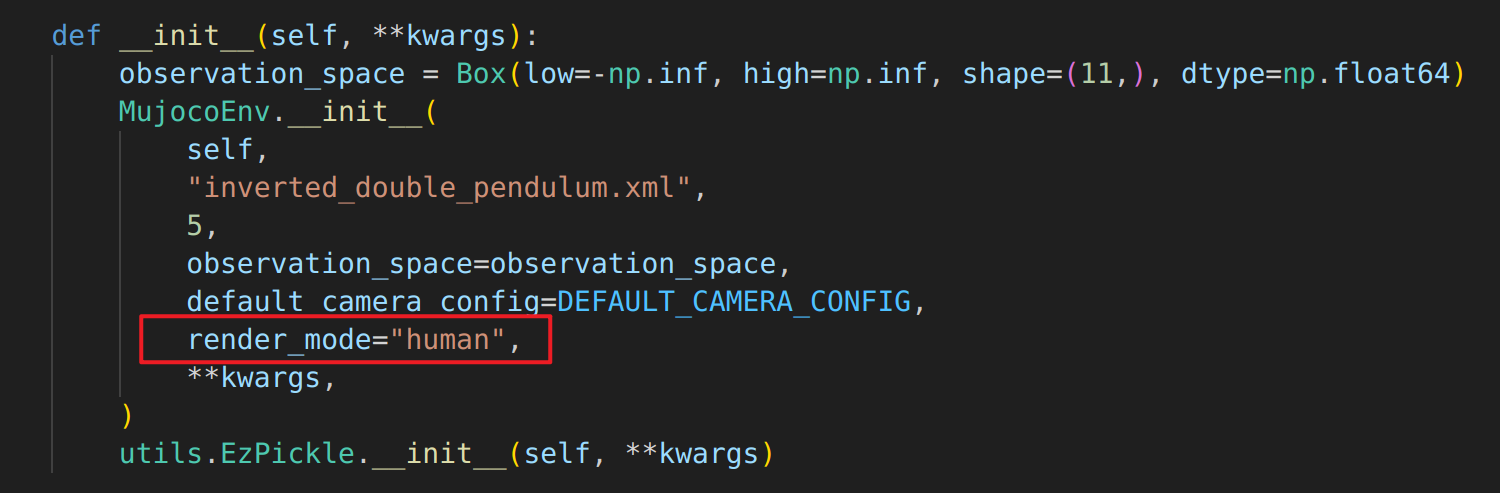 def __init__(self, **kwargs):
observation_space = Box(low=-np.inf, high=np.inf, shape=(11,), dtype=np.float64)
MujocoEnv.__init__(
self,
"inverted_double_pendulum.xml",
5,
observation_space=observation_space,
default_camera_config=DEFAULT_CAMERA_CONFIG,
render_mode="human",
**kwargs,
)
utils.EzPickle.__init__(self, **kwargs)